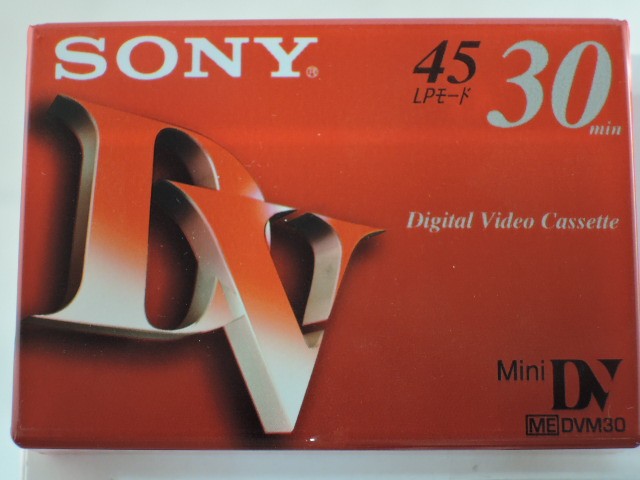 SONY®
45
LPモード
30
min
DV
Digital Video Cassette
Mini DV
ME DVM30